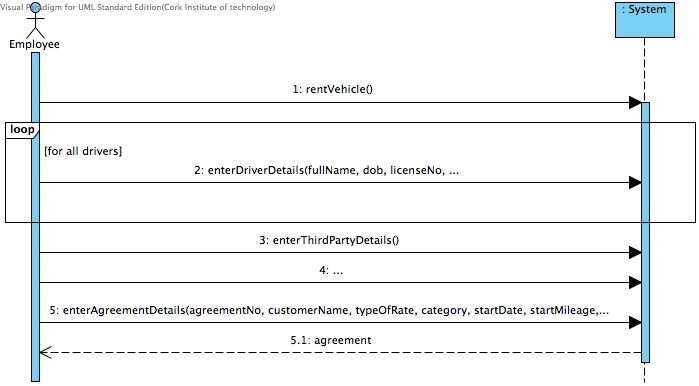 Visual Paradigm for UML Standard Edition(Cork Institute of technology)
: System
Employee
1: rentVehicle()
loop
[for all drivers]
2: enterDriverDetails(fullName, dob, licenseNo, ...
3: enterThirdPartyDetails()
4: ...
5: enterAgreementDetails(agreementNo, customerName, typeOfRate, category, startDate, startMileage,...
5.1: agreement